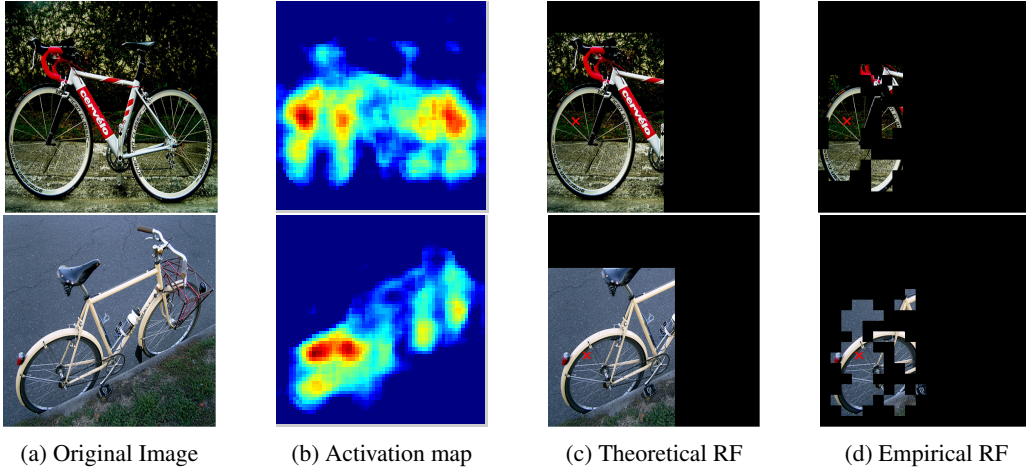 cervélo
cervélo
(a) Original Image
(b) Activation map
(c) Theoretical RF
(d) Empirical RF